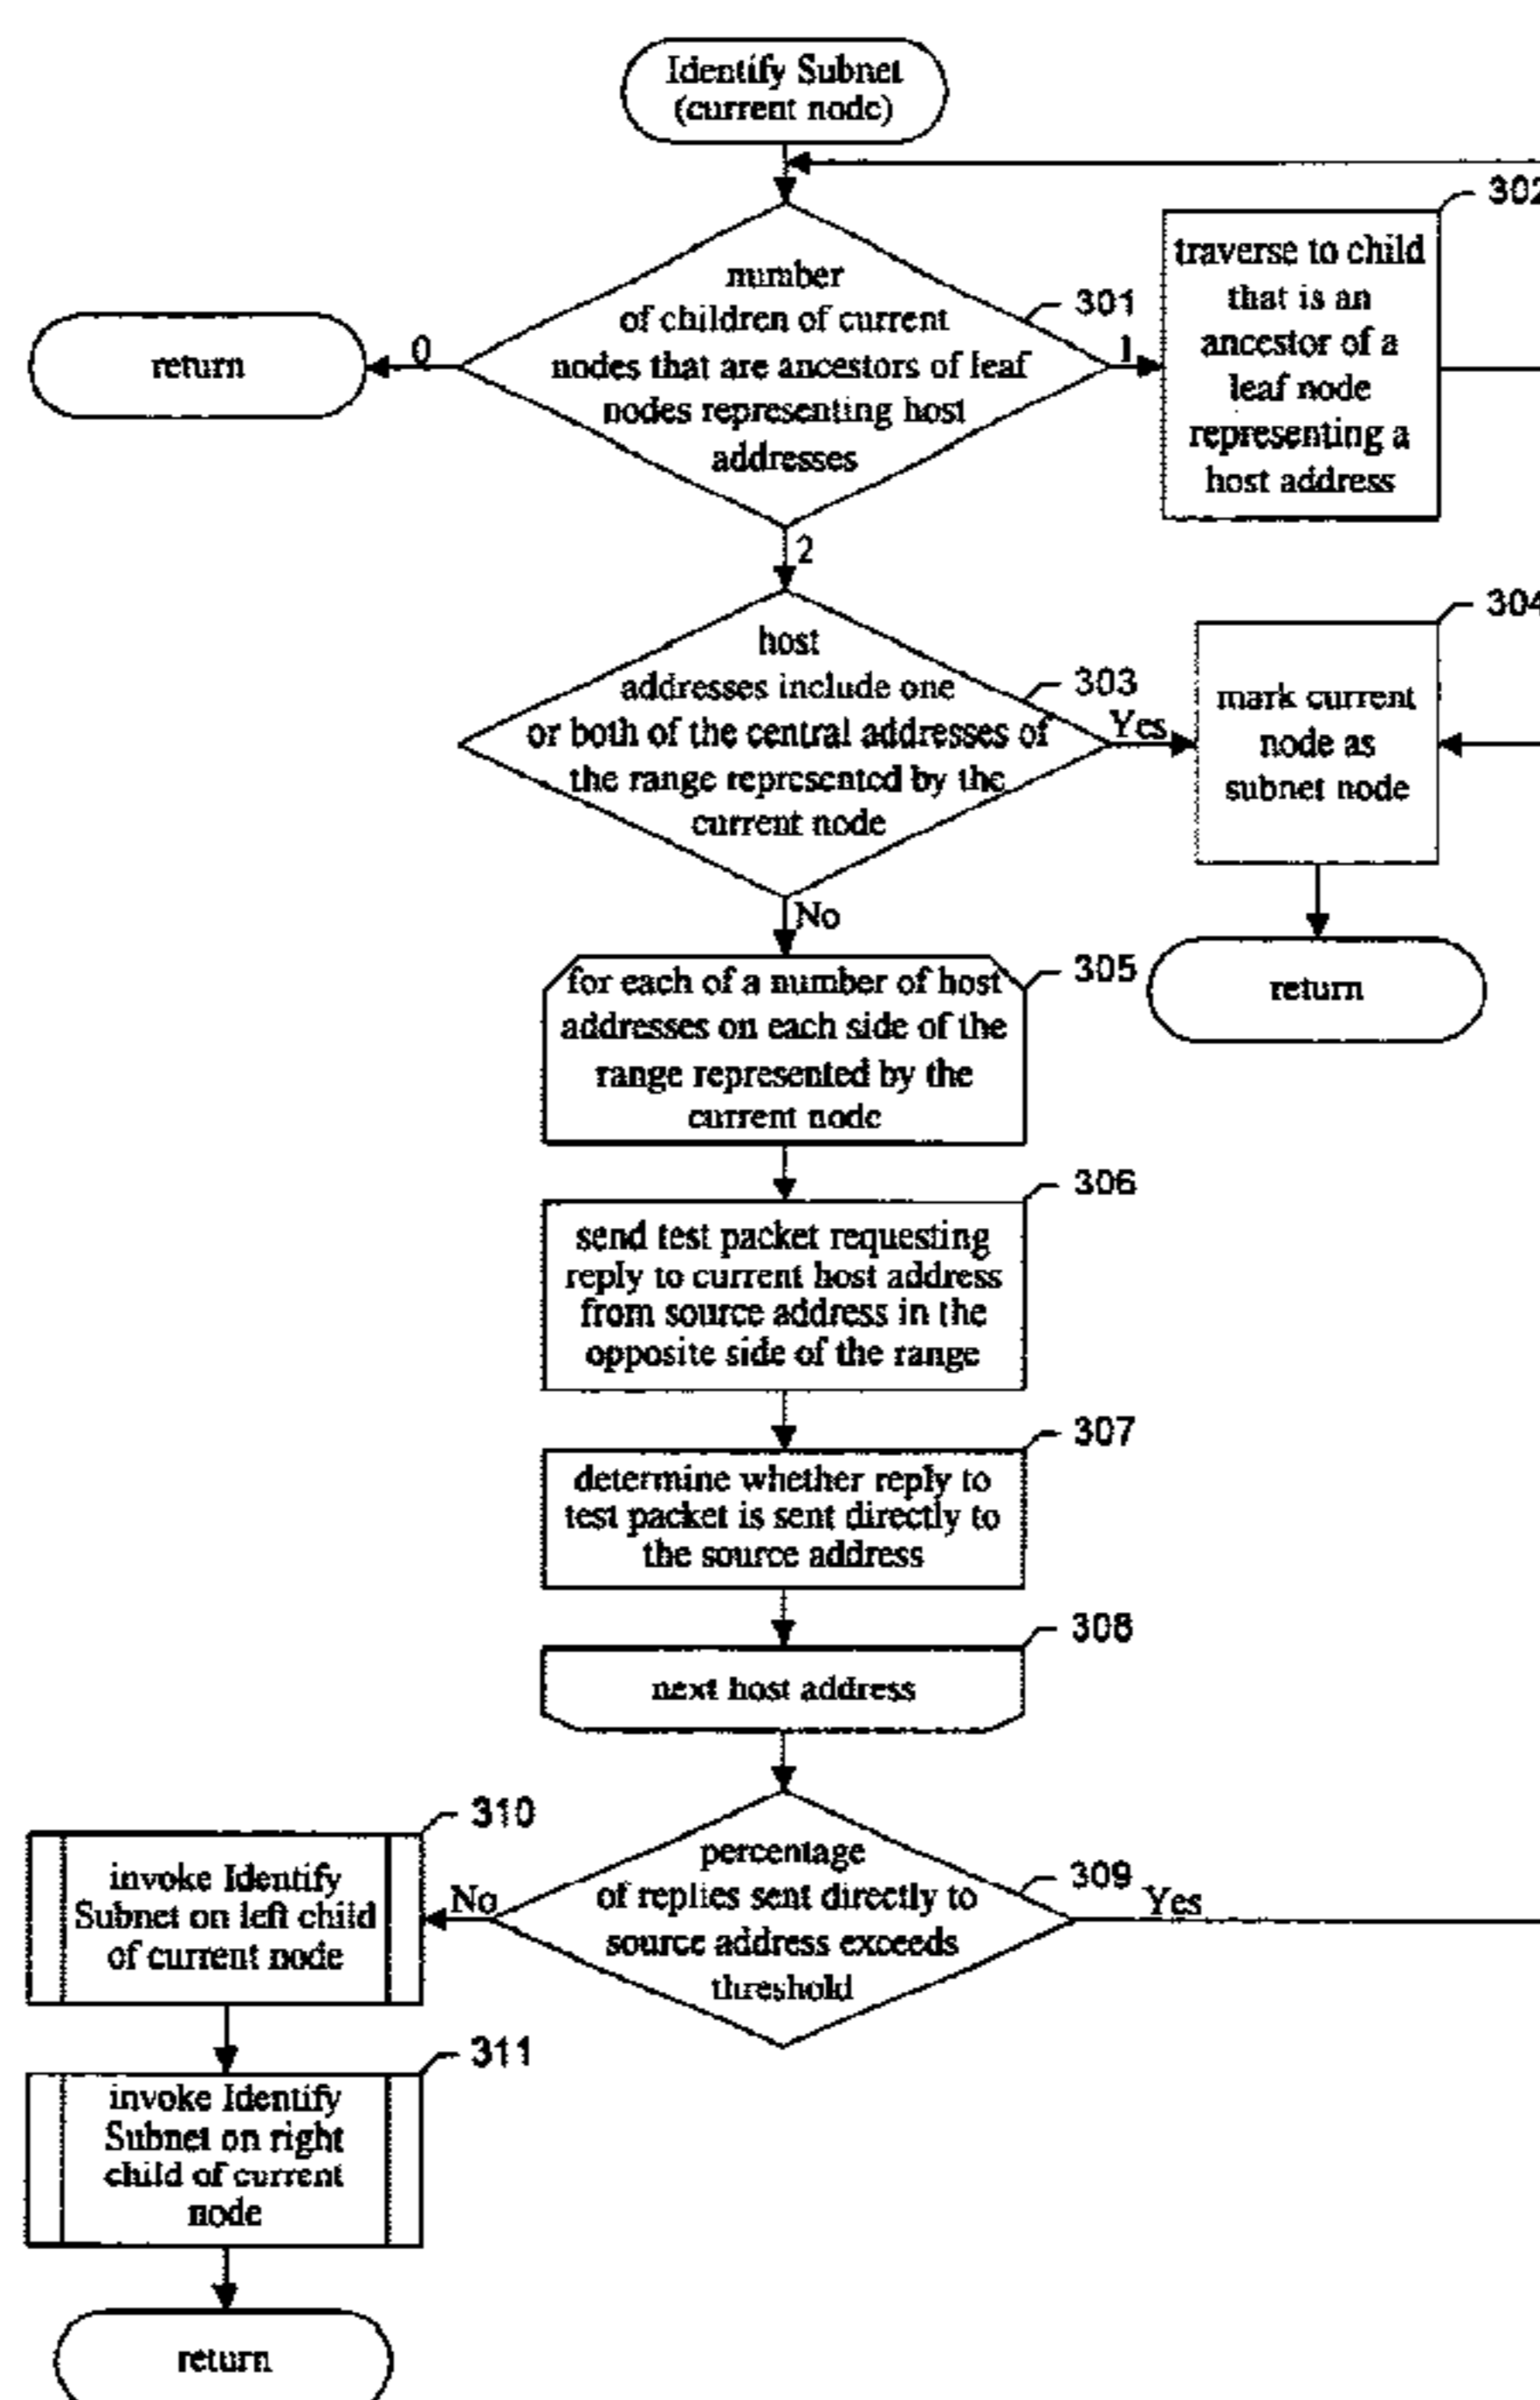 Identify Subnet
(current node)
302
number
of children of current
nodes that are ancestors of leaf
nodes representing host
addresses
301
return
0
1
traverse to child
that is an
ancestor of a
leaf node
representing a
host address
2
304
host
addresses include one
or both of the central addresses of
the range represented by the
current node
303
Yes
mark current
node as
subnet node
No
return
for each of a number of host
addresses on each side of the
range represented by the
current node
305
306
send test packet requesting
reply to current host address
from source address in the
opposite side of the range
307
determine whether reply to
test packet is sent directly to
the source address
308
next host address
310
invoke Identify
Subnet on left child
of current node
No
percentage
of replies sent directly to
source address exceeds
threshold
309
Yes
311
invoke Identify
Subnet on right
child of current
node
return